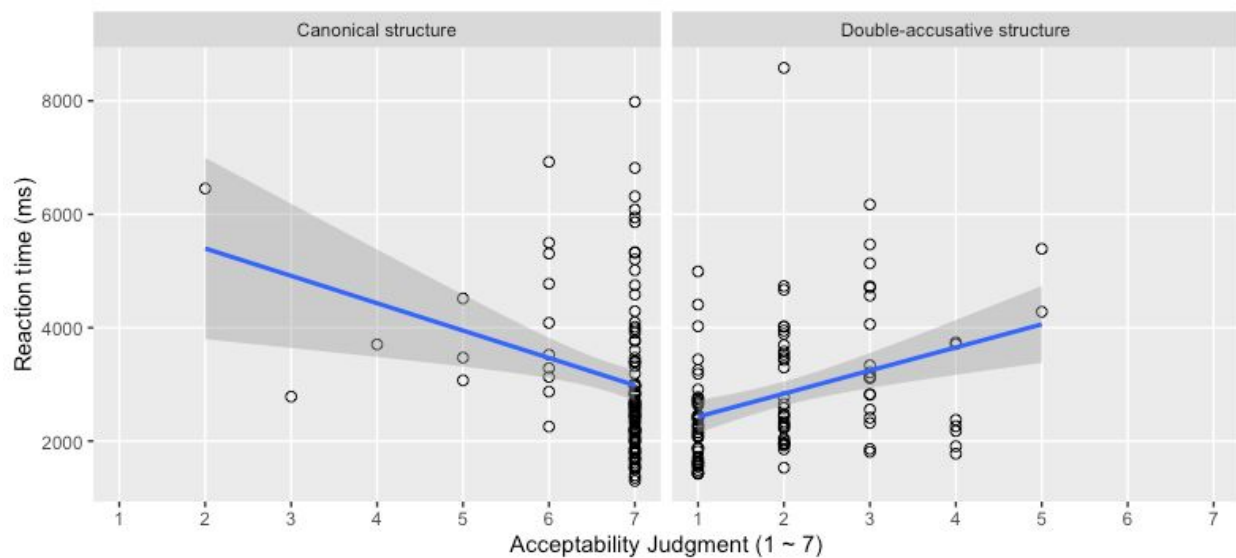 Canonical structure Double-accusative structure
8000
6000
4000
2000
Reaction time (ms)
1 2 3 4 5 6 7 1 2 3 4 5 6 7
Acceptability Judgment (1 ~ 7)